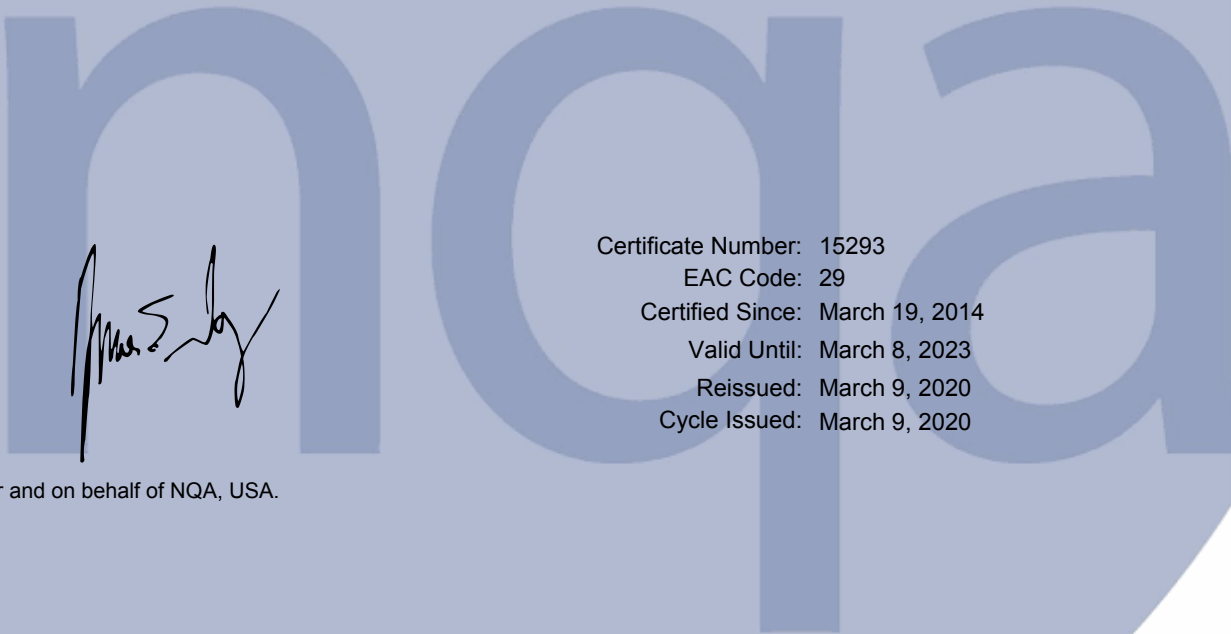 nqa
Certificate Number: 15293
EAC Code: 29
Certified Since: March 19, 2014
Valid Until: March 8, 2023
Reissued: March 9, 2020
Cycle Issued: March 9, 2020
and on behalf of NQA, USA.